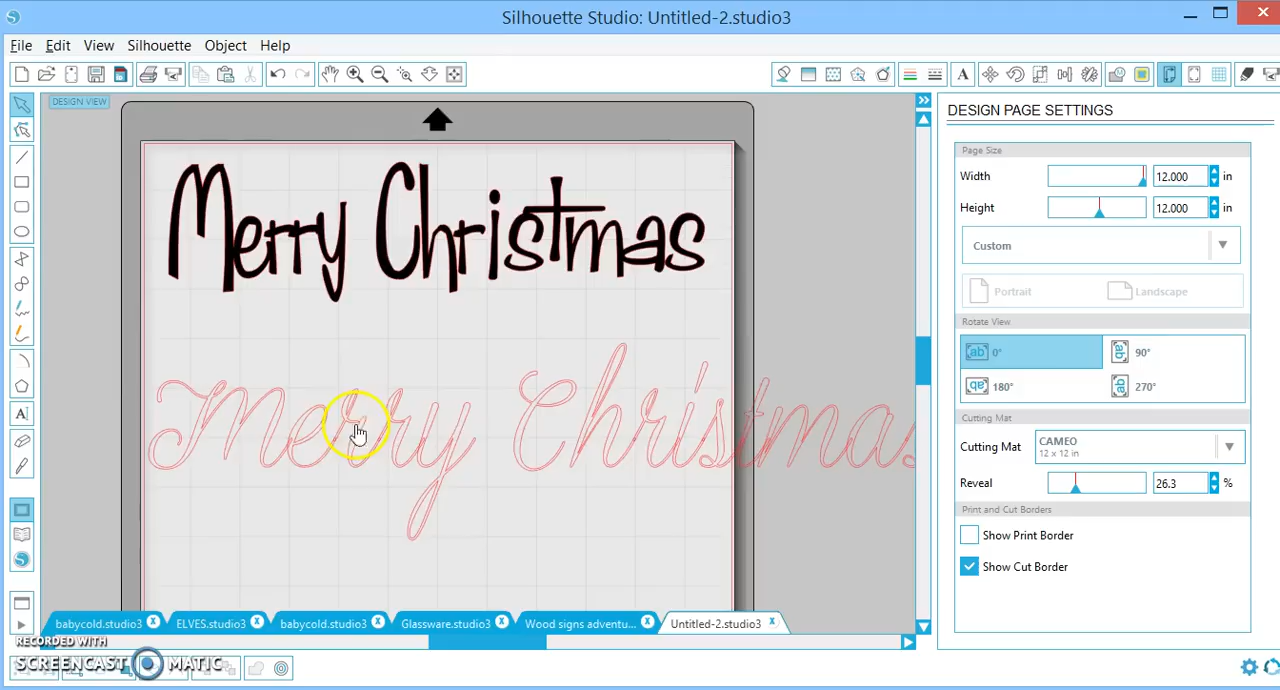 Silhouette Studio: Untitled-2.studio3
File Edit View Silhouette Object Help
DESIGN VIEW
DESIGN PAGE SETTINGS
Page Size
Width 12.000 in
Height 12.000 in
Custom
Portrait Landscape
Rotate View
ab 0° ab 90°
ab 180° ab 270°
Cutting Mat
Cutting Mat CAMEO
12 x 12 in
Reveal 26.3 %
Print and Cut Borders
Show Print Border
Show Cut Border
Merry Christmas
Merry Christmas
babycold.studio3 ELVES.studio3 babycold.studio3 Glassware.studio3 Wood signs adventu... Untitled-2.studio3
RECORDED WITH
SCREENCAST MATIC